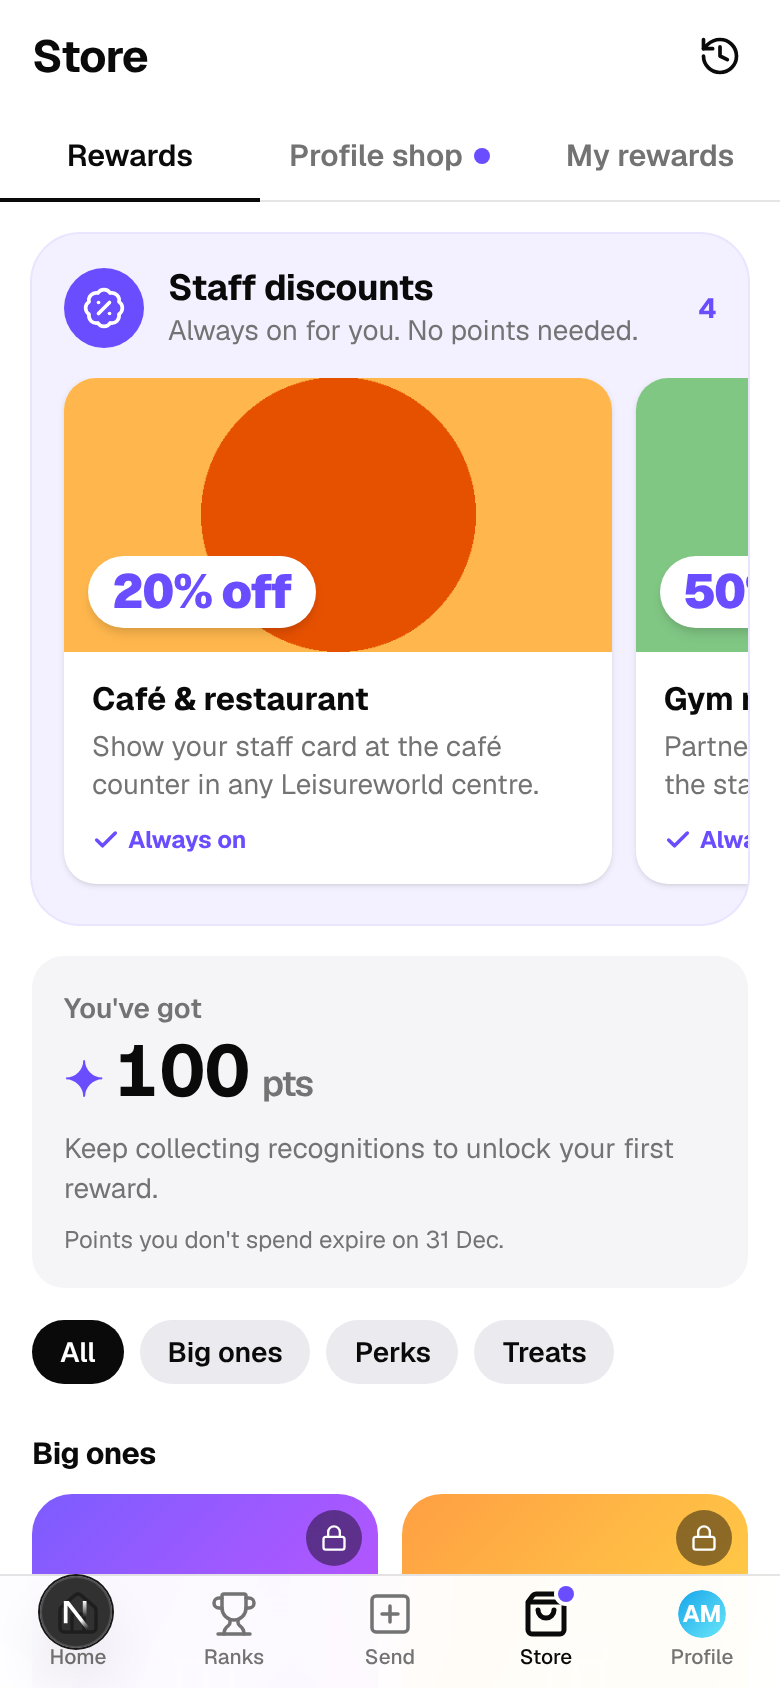 Store
Rewards
Profile shop
My rewards
Staff discounts
Always on for you. No points needed.
4
20% off
Café & restaurant
Show your staff card at the café
counter in any Leisureworld centre.
Always on
Gym
the
You've got
100 pts
Keep collecting recognitions to unlock your first
reward.
Points you don't spend expire on 31 Dec.
All
Big ones
Perks
Treats
Big ones
N
Home
Ranks
Send
Store
AM
Profile